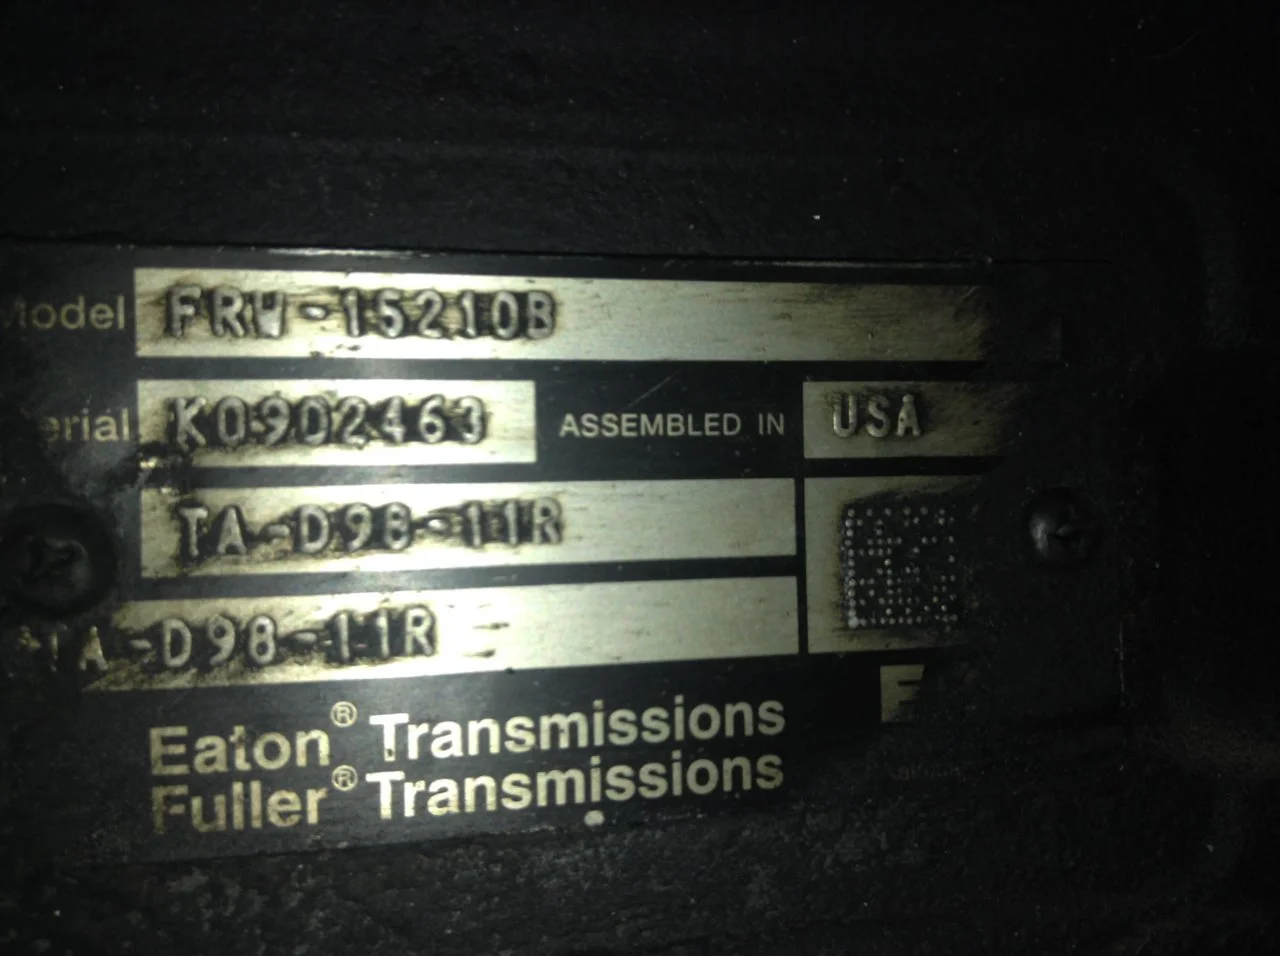 Model FRW-15210B
Serial K0902463 ASSEMBLED IN USA
TA-D98-11R
TA-D98-11R
Eaton® Transmissions
Fuller® Transmissions